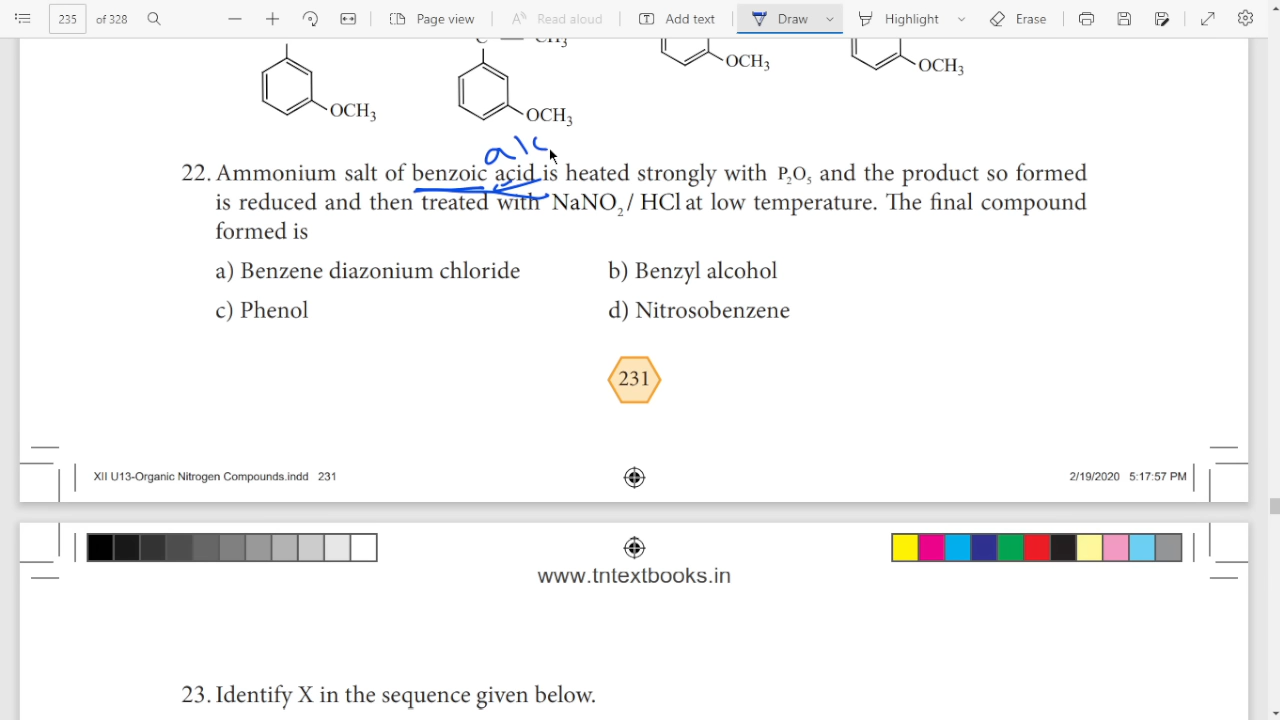 235 of 328 Page view Read aloud Add text Draw Highlight Erase
OCH3 OCH3
OCH3 OCH3
alc
22. Ammonium salt of benzoic acid is heated strongly with P2O5 and the product so formed
is reduced and then treated with NaNO2 / HCl at low temperature. The final compound
formed is
a) Benzene diazonium chloride b) Benzyl alcohol
c) Phenol d) Nitrosobenzene
231
XII U13-Organic Nitrogen Compounds.indd 231 2/19/2020 5:17:57 PM
www.tntextbooks.in
23. Identify X in the sequence given below.